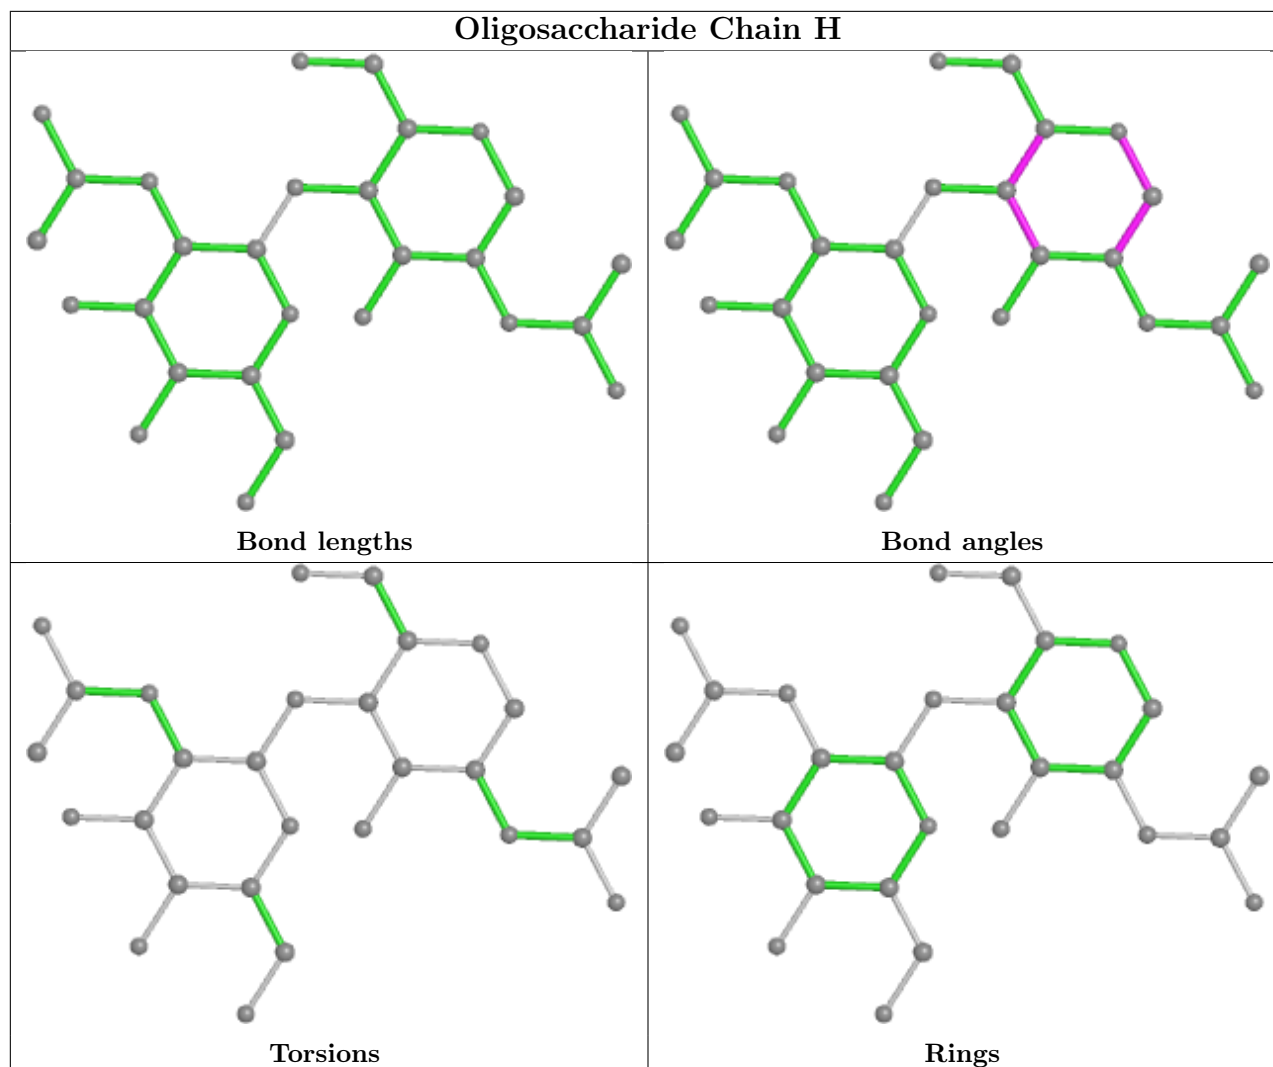 Oligosaccharide Chain H
Bond lengths
Bond angles
Torsions
Rings